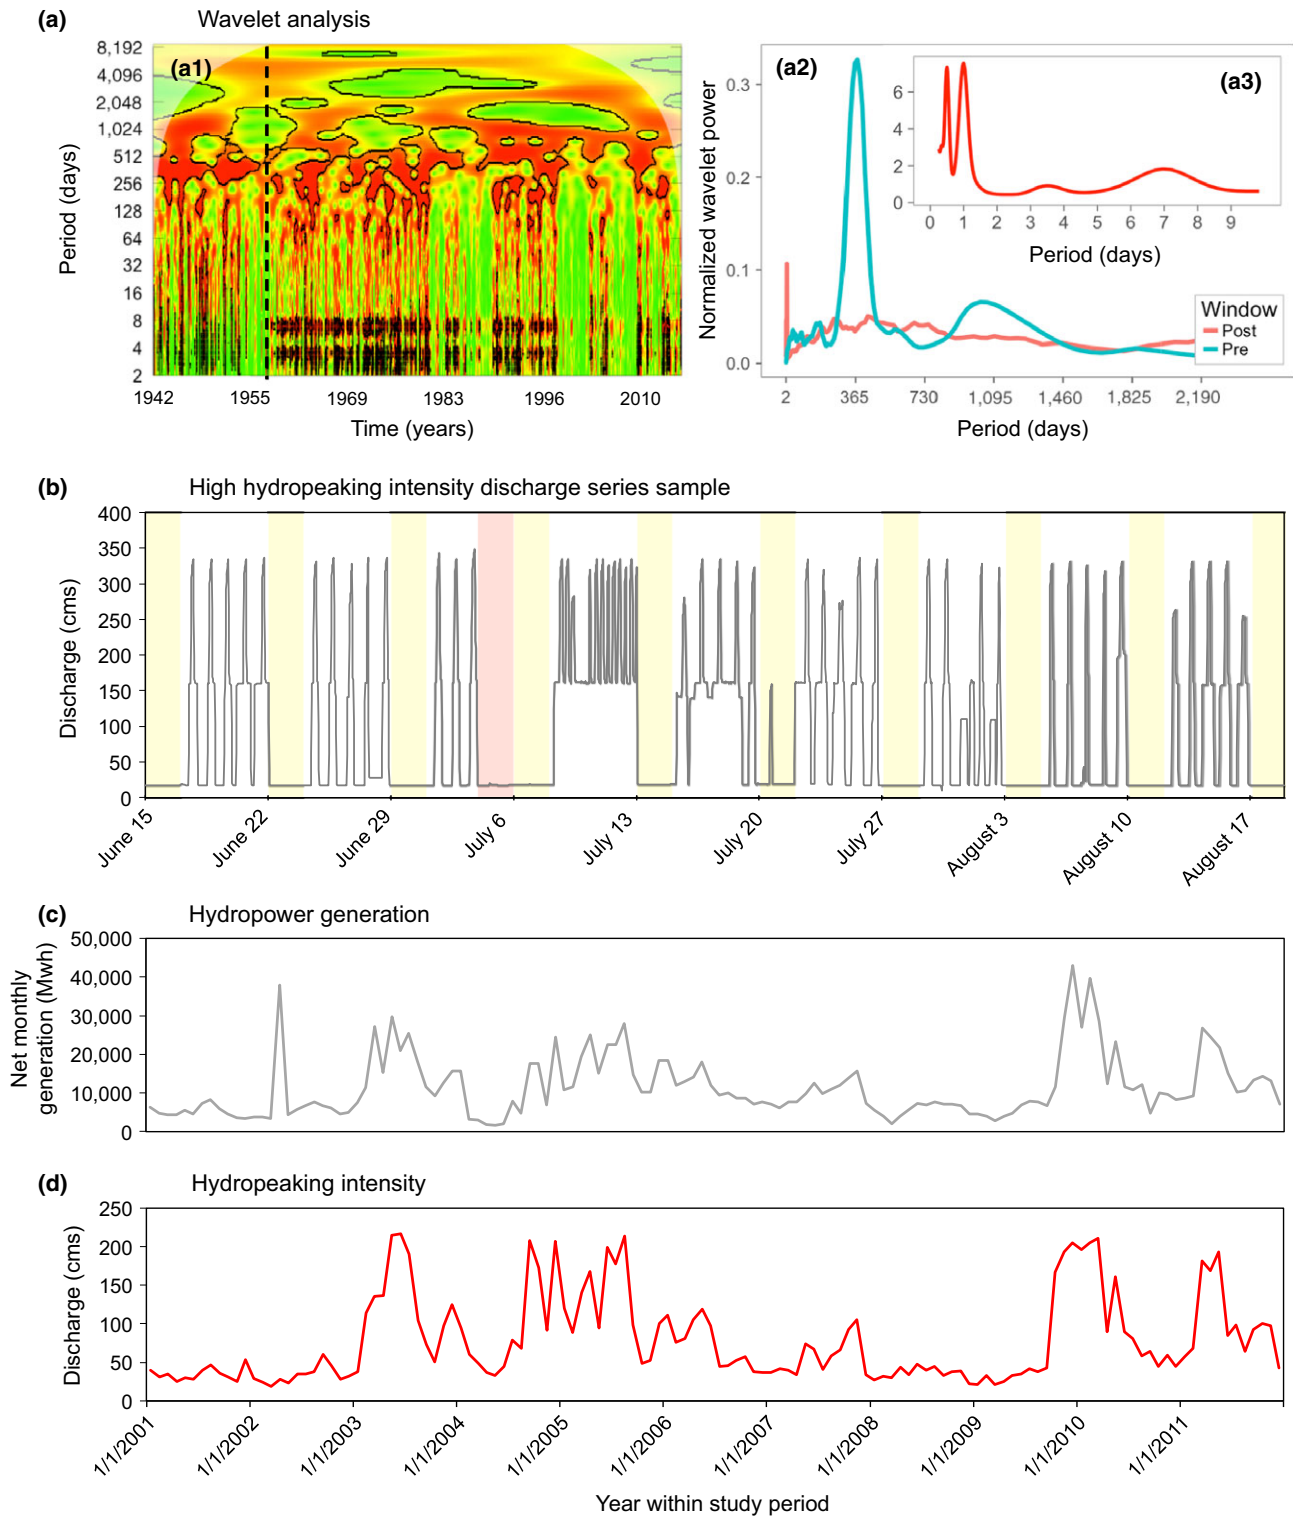 (a) Wavelet analysis
8,192
4,096
2,048
1,024
512
256
128
64
32
16
8
4
2
Period (days)
(a1)
1942 1955 1969 1983 1996 2010
Time (years)
(a2)
0.3
0.2
0.1
0.0
Normalized wavelet power
(a3)
6
4
2
0
0 1 2 3 4 5 6 7 8 9
Period (days)
Window
Post
Pre
2 365 730 1,095 1,460 1,825 2,190
Period (days)
(b) High hydropeaking intensity discharge series sample
400
350
300
250
200
150
100
50
0
Discharge (cms)
June 15 June 22 June 29 July 6 July 13 July 20 July 27 August 3 August 10 August 17
(c) Hydropower generation
50,000
40,000
30,000
20,000
10,000
0
Net monthly
generation (Mwh)
(d) Hydropeaking intensity
250
200
150
100
50
0
Discharge (cms)
1/1/2001 1/1/2002 1/1/2003 1/1/2004 1/1/2005 1/1/2006 1/1/2007 1/1/2008 1/1/2009 1/1/2010 1/1/2011
Year within study period